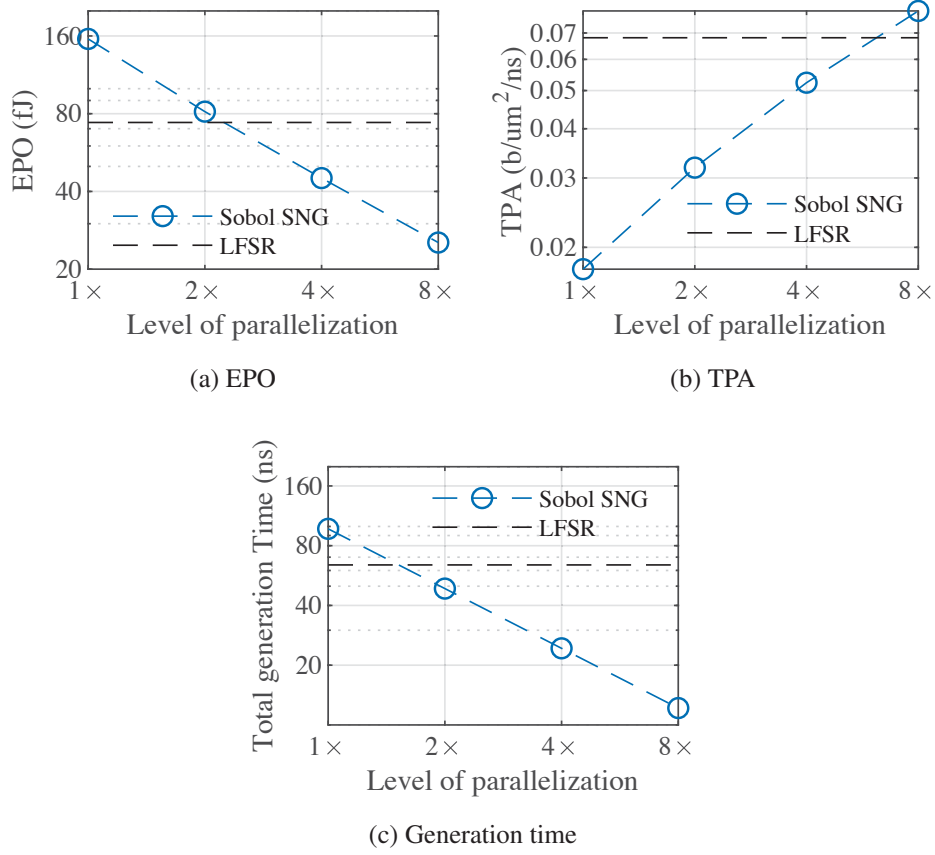 160
80
40
20
EPO (fJ)
Sobol SNG
LFSR
1× 2× 4× 8×
Level of parallelization
(a) EPO
0.07
0.06
0.05
0.04
0.03
0.02
TPA (b/um^2/ns)
Sobol SNG
LFSR
1× 2× 4× 8×
Level of parallelization
(b) TPA
160
80
40
20
Total generation Time (ns)
Sobol SNG
LFSR
1× 2× 4× 8×
Level of parallelization
(c) Generation time